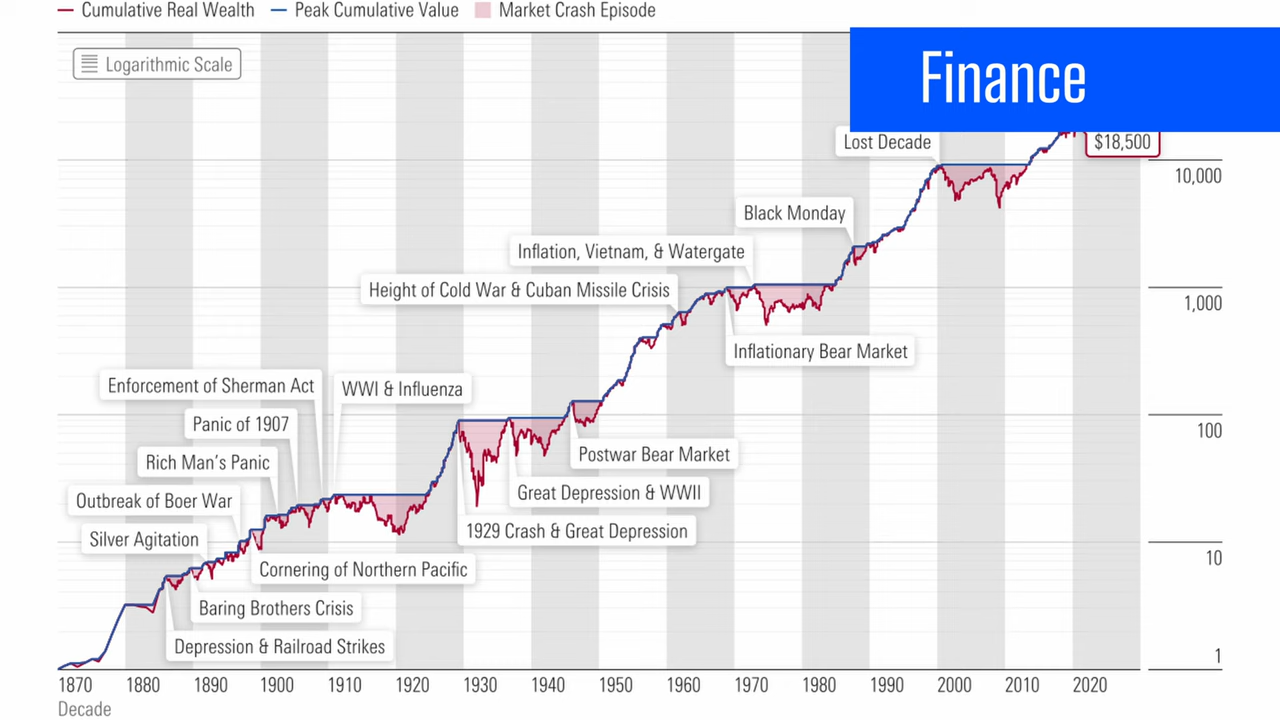 Cumulative Real Wealth
Peak Cumulative Value
Market Crash Episode
Logarithmic Scale
Finance
Lost Decade
$18,500
10,000
Black Monday
Inflation, Vietnam, & Watergate
Height of Cold War & Cuban Missile Crisis
1,000
Inflationary Bear Market
Enforcement of Sherman Act
WWI & Influenza
Panic of 1907
100
Rich Man's Panic
Postwar Bear Market
Outbreak of Boer War
Great Depression & WWII
Silver Agitation
1929 Crash & Great Depression
10
Cornering of Northern Pacific
Baring Brothers Crisis
Depression & Railroad Strikes
1
1870 1880 1890 1900 1910 1920 1930 1940 1950 1960 1970 1980 1990 2000 2010 2020
Decade